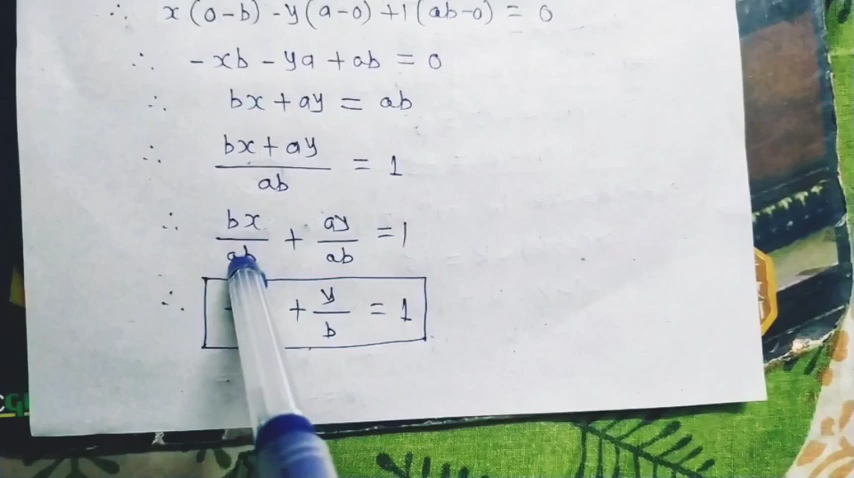 ∴ x(0-b) -y(a-0) +1(ab-0) = 0
∴ -xb - ya + ab = 0
∴ bx + ay = ab
∴ bx + ay / ab = 1
∴ bx / ab + ay / ab = 1
∴ + y / b = 1